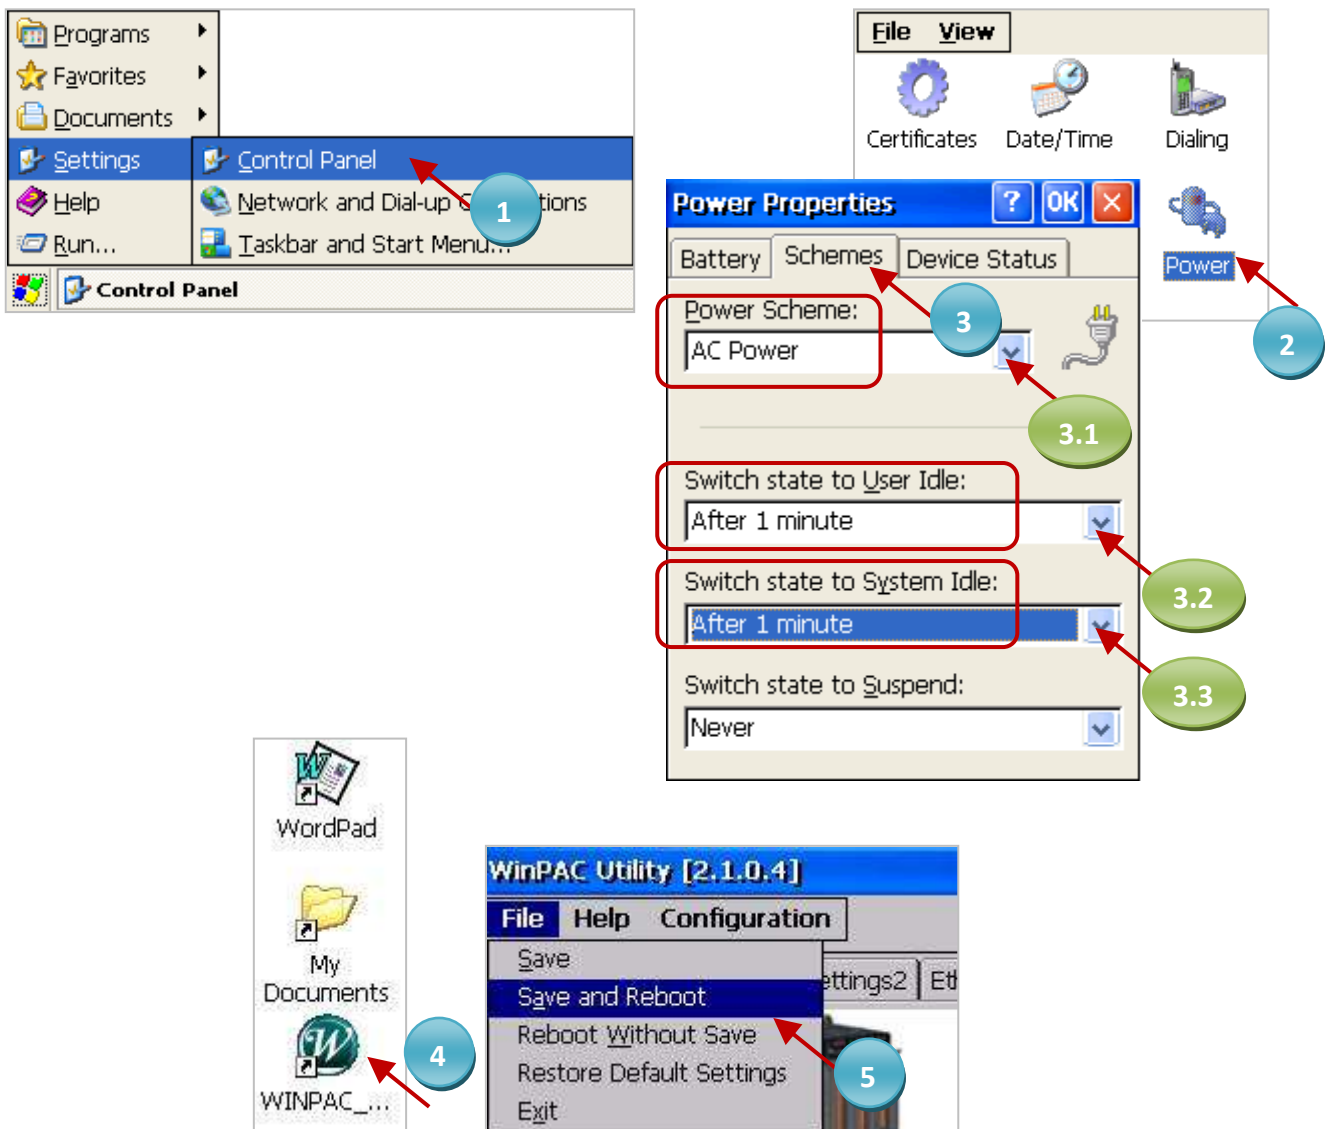 Programs
Favorites
Documents
Settings
Control Panel
Help
Network and Dial-up
tions
1
Run...
Taskbar and Start Menu...
Control Panel
File View
Certificates
Date/Time
Dialing
Power
2
Power Properties
? OK
Battery
Schemes
Device Status
3
Power Scheme:
AC Power
3.1
Switch state to User Idle:
After 1 minute
3.2
Switch state to System Idle:
After 1 minute
3.3
Switch state to Suspend:
Never
WordPad
My
Documents
WINPAC_...
4
WinPAC Utility [2.1.0.4]
File Help Configuration
Save
Save and Reboot
Reboot Without Save
Restore Default Settings
Exit
ettings2
Eth
5